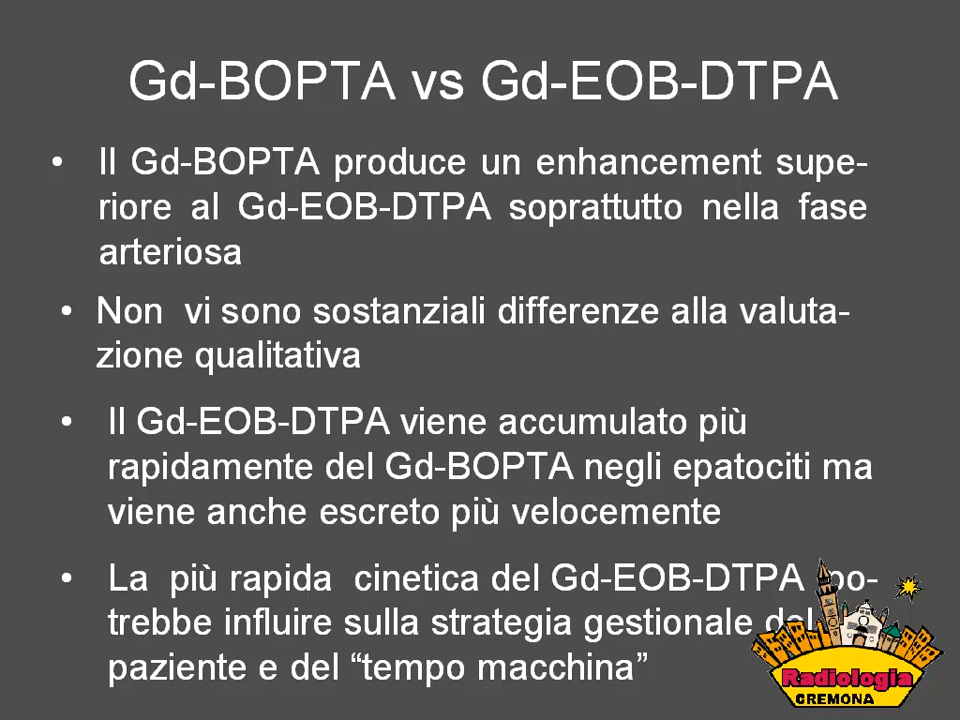 Gd-BOPTA vs Gd-EOB-DTPA
• Il Gd-BOPTA produce un enhancement supe-
riore al Gd-EOB-DTPA soprattutto nella fase
arteriosa
• Non vi sono sostanziali differenze alla valuta-
zione qualitativa
• Il Gd-EOB-DTPA viene accumulato più
rapidamente del Gd-BOPTA negli epatociti ma
viene anche escreto più velocemente
• La più rapida cinetica del Gd-EOB-DTPA po-
trebbe influire sulla strategia gestionale del
paziente e del “tempo macchina”
Radiologia
CREMONA